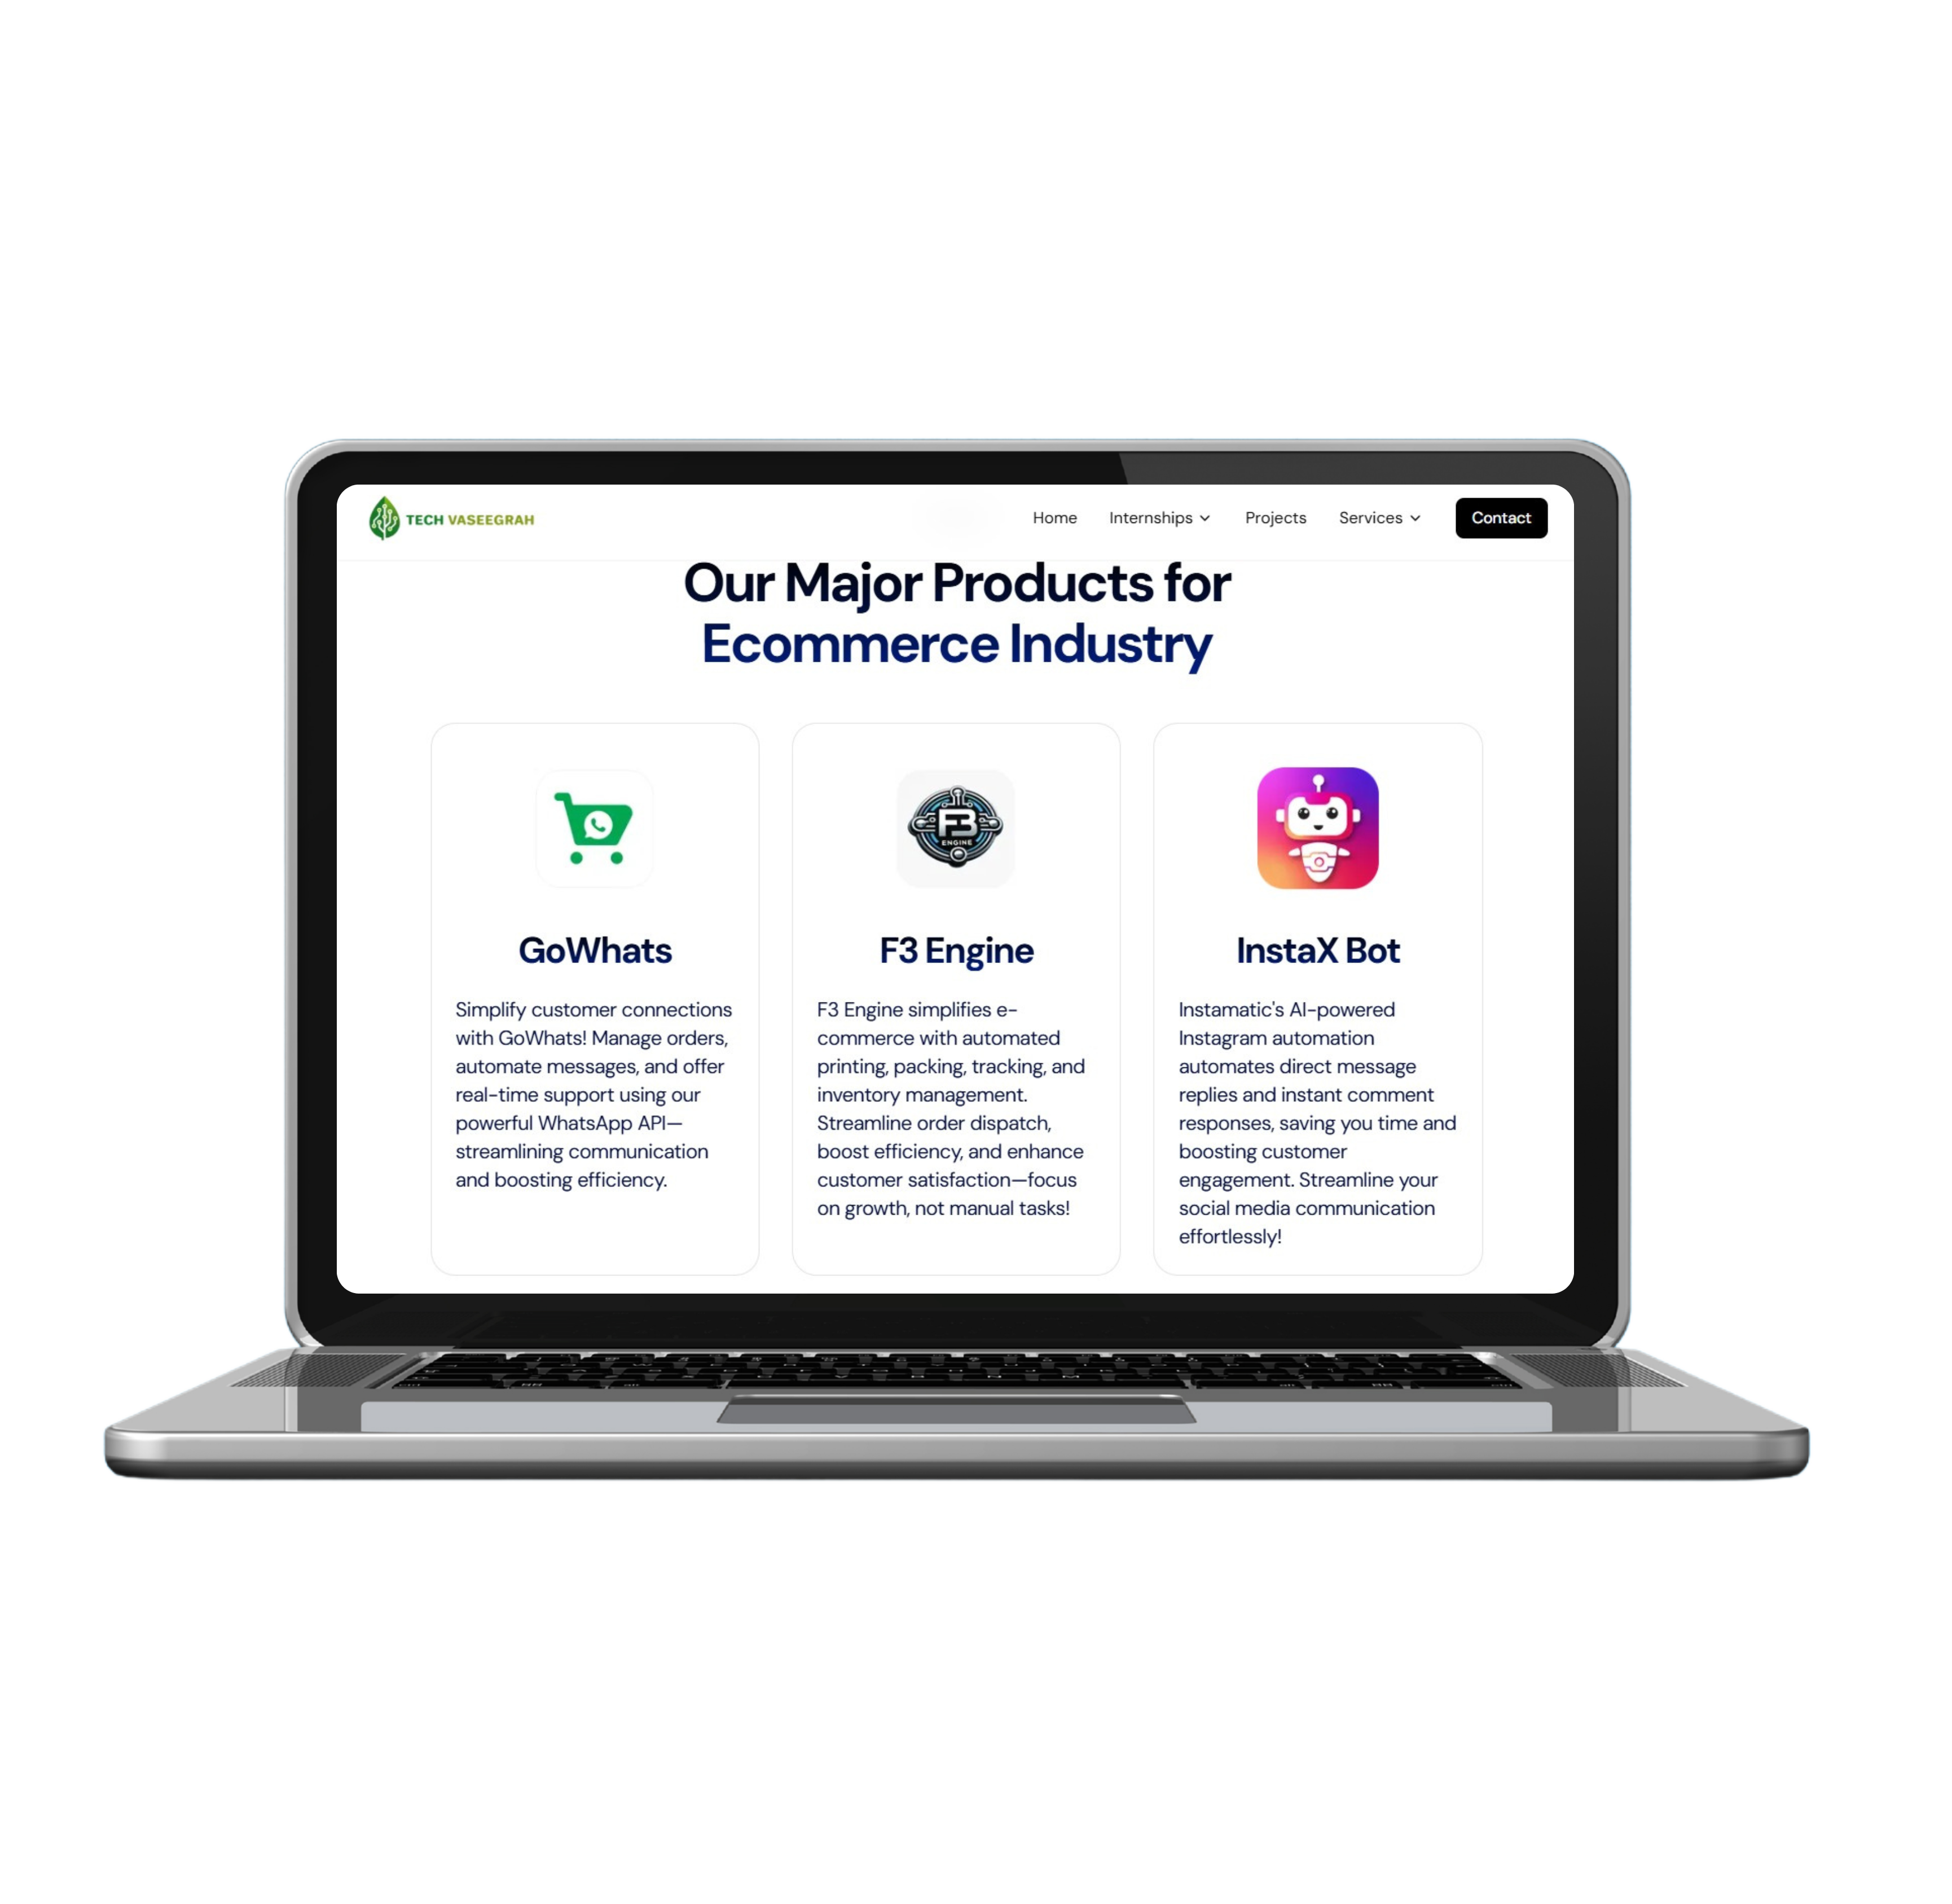 TECH VASEEGRAH
Home
Internships
Projects
Services
Contact
Our Major Products for
Ecommerce Industry
F3
ENGINE
GoWhats
Simplify customer connections
with GoWhats! Manage orders,
automate messages, and offer
real-time support using our
powerful WhatsApp API—
streamlining communication
and boosting efficiency.
F3 Engine
F3 Engine simplifies e-
commerce with automated
printing, packing, tracking, and
inventory management.
Streamline order dispatch,
boost efficiency, and enhance
customer satisfaction—focus
on growth, not manual tasks!
InstaX Bot
Instamatic's AI-powered
Instagram automation
automates direct message
replies and instant comment
responses, saving you time and
boosting customer
engagement. Streamline your
social media communication
effortlessly!